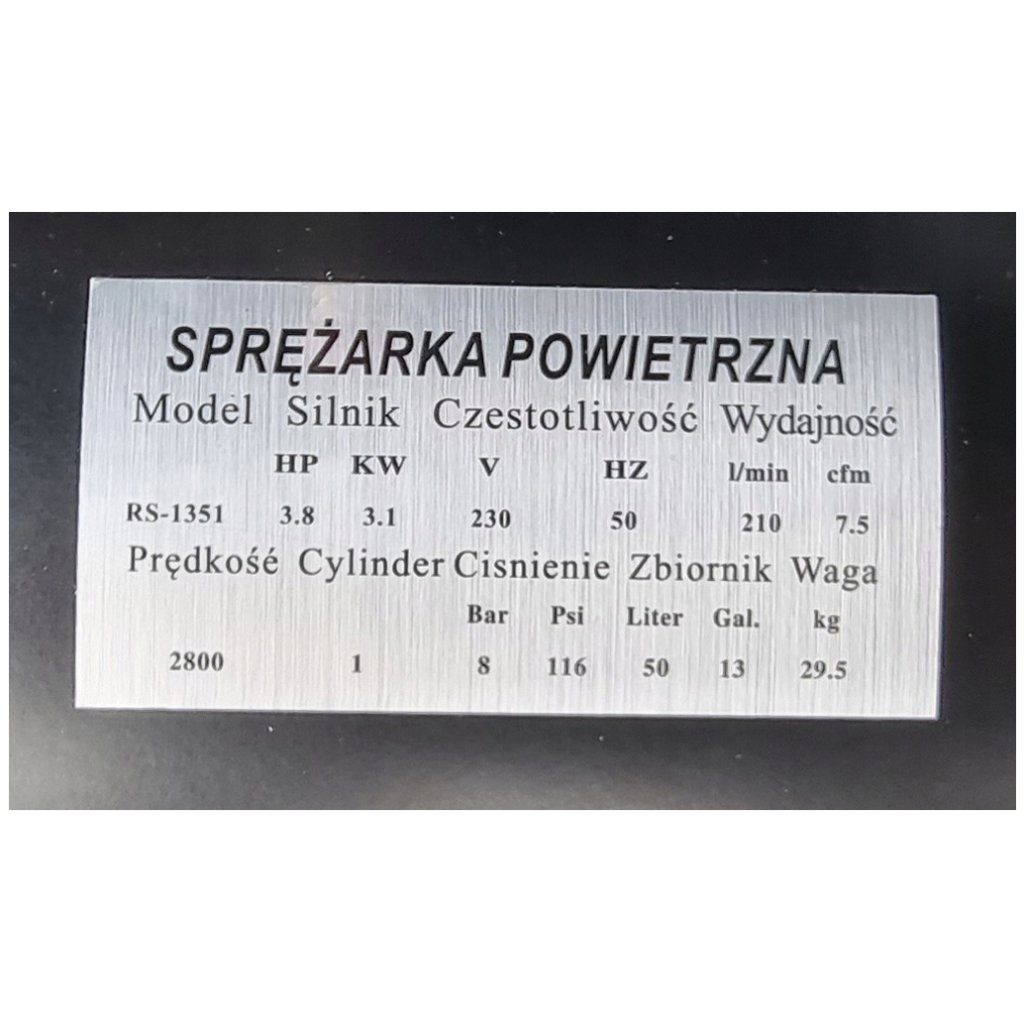 SPRĘŻARKA POWIETRZNA
Model Silnik Czestotliwość Wydajność
HP KW V HZ l/min cfm
RS-1351 3.8 3.1 230 50 210 7.5
Prędkość Cylinder Cisnienie Zbiornik Waga
Bar Psi Liter Gal. kg
2800 1 8 116 50 13 29.5